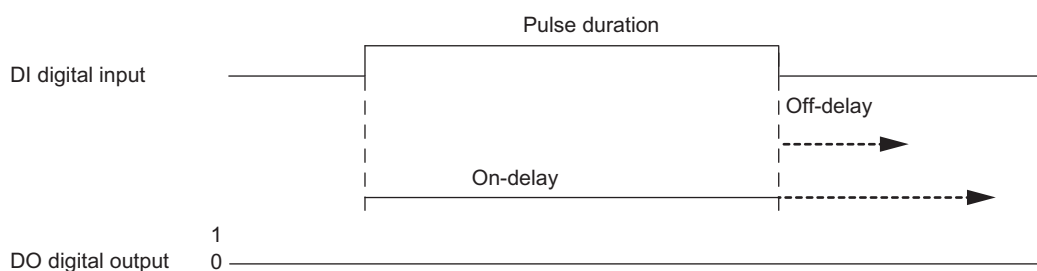 Pulse duration
DI digital input
Off-delay
On-delay
1
DO digital output 0